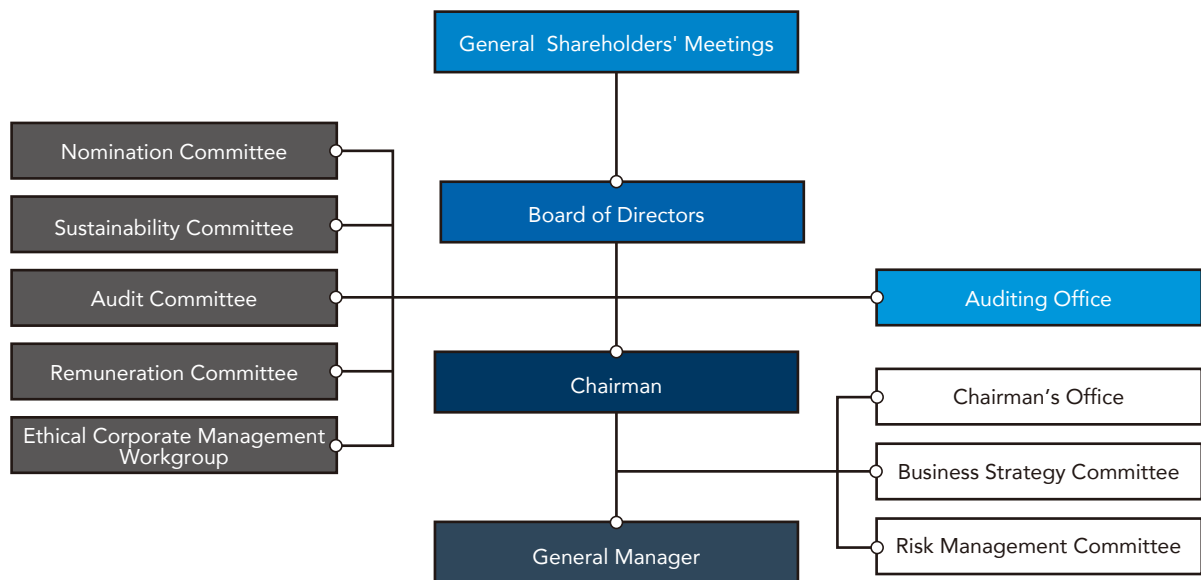 General Shareholders' Meetings
Nomination Committee
Sustainability Committee
Board of Directors
Audit Committee
Auditing Office
Remuneration Committee
Chairman
Chairman’s Office
Ethical Corporate Management
Workgroup
Business Strategy Committee
General Manager
Risk Management Committee